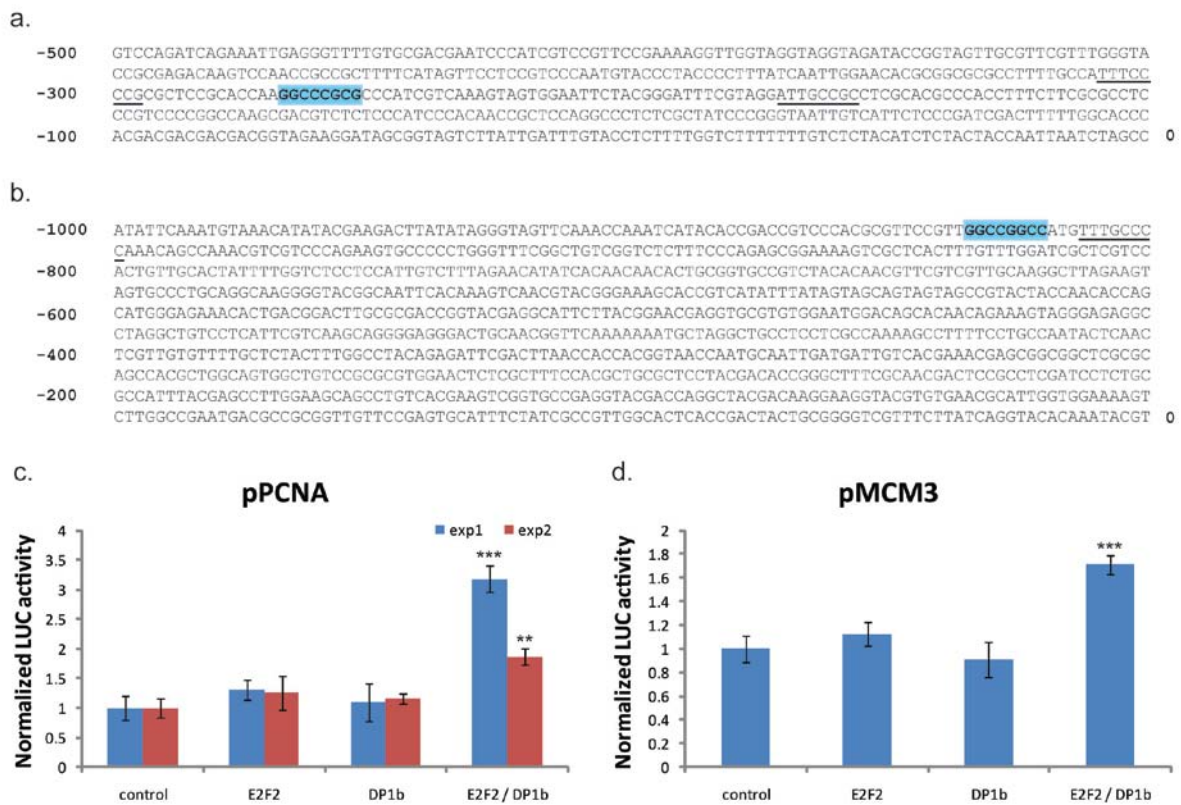 a.
-500 GTCCAGATCAGAAATTGAGGGTTTTGTGCGACGAATCCCATCGTCCGTTCCGAAAAGGTTGGTAGGTAGGTAGATACCGGTAGTTGCGTTCGTTTGGGTA
CCGCGAGACAAGTCCAACCGCCGCTTTTCATAGTTCCTCCGTCCCAATGTACCCTACCCCTTTATCAATTGGAACACGCGGCGCGCCTTTTGCCATTTCC
-300 CCGCGCTCCGCACCAAGGCCCGCGCCCATCGTCAAAGTAGTGGAATTCTACGGGATTTCGTAGGATTGCCGCCTCGCACGCCCACCTTTCTTCGCGCCTC
CCGTCCCCGGCCAAGCGACGTCTCTCCCATCCCACAACCGCTCCAGGCCCTCTCGCTATCCCGGGTAATTGTCATTCTCCCGATCGACTTTTTGGCACCC
-100 ACGACGACGACGACGGTAGAAGGATAGCGGTAGTCTTATTGATTTGTACCTCTTTTGGTCTTTTTTTGTCTCTACATCTCTACTACCAATTAATCTAGCC 0
b.
-1000 ATATTCAAATGTAAACATATACGAAGACTTATATAGGGTAGTTCAAACCAAATCATACACCGACCGTCCCACGCGTTCCGTTGGCCGGCCATGTTTGCCC
CAAACAGCCAAACGTCGTCCCAGAAGTGCCCCCTGGGTTTCGGCTGTCGGTCTCTTTCCCAGAGCGGAAAAGTCGCTCACTTTGTTTGGATCGCTCGTCC
-800 ACTGTTGCACTATTTTGGTCTCCTCCATTGTCTTTAGAACATATCACAACAACACTGCGGTGCCGTCTACACAACGTTCGTCGTTGCAAGGCTTAGAAGT
AGTGCCCTGCAGGCAAGGGGTACGGCAATTCACAAAGTCAACGTACGGGAAAGCACCGTCATATTTATAGTAGCAGTAGTAGCCGTACTACCAACACCAG
-600 CATGGGAGAAACACTGACGGACTTGCGCGACCGGTACGAGGCATTCTTACGGAACGAGGTGCGTGTGGAATGGACAGCACAACAGAAAGTAGGGAGAGGC
CTAGGCTGTCCTCATTCGTCAAGCAGGGGAGGGACTGCAACGGTTCAAAAAAATGCTAGGCTGCCTCCTCGCCAAAAGCCTTTTCCTGCCAATACTCAAC
-400 TCGTTGTGTTTTGCTCTACTTTGGCCTACAGAGATTCGACTTAACCACCACGGTAACCAATGCAATTGATGATTGTCACGAAACGAGCGGCGGCTCGCGC
AGCCACGCTGGCAGTGGCTGTCCGCGCGTGGAACTCTCGCTTTCCACGCTGCGCTCCTACGACACCGGGCTTTCGCAACGACTCCGCCTCGATCCTCTGC
-200 GCCATTTACGAGCCTTGGAAGCAGCCTGTCACGAAGTCGGTGCCGAGGTACGACCAGGCTACGACAAGGAAGGTACGTGTGAACGCATTGGTGGAAAAGT
CTTGGCCGAATGACGCCGCGGTTGTTCCGAGTGCATTTCTATCGCCGTTGGCACTCACCGACTACTGCGGGGTCGTTTCTTATCAGGTACACAAATACGT 0
c.
pPCNA
exp1 exp2
Normalized LUC activity
4
3.5
3
2.5
2
1.5
1
0.5
0
***
**
control E2F2 DP1b E2F2 / DP1b
d.
pMCM3
Normalized LUC activity
2
1.8
1.6
1.4
1.2
1
0.8
0.6
0.4
0.2
0
***
control E2F2 DP1b E2F2 / DP1b